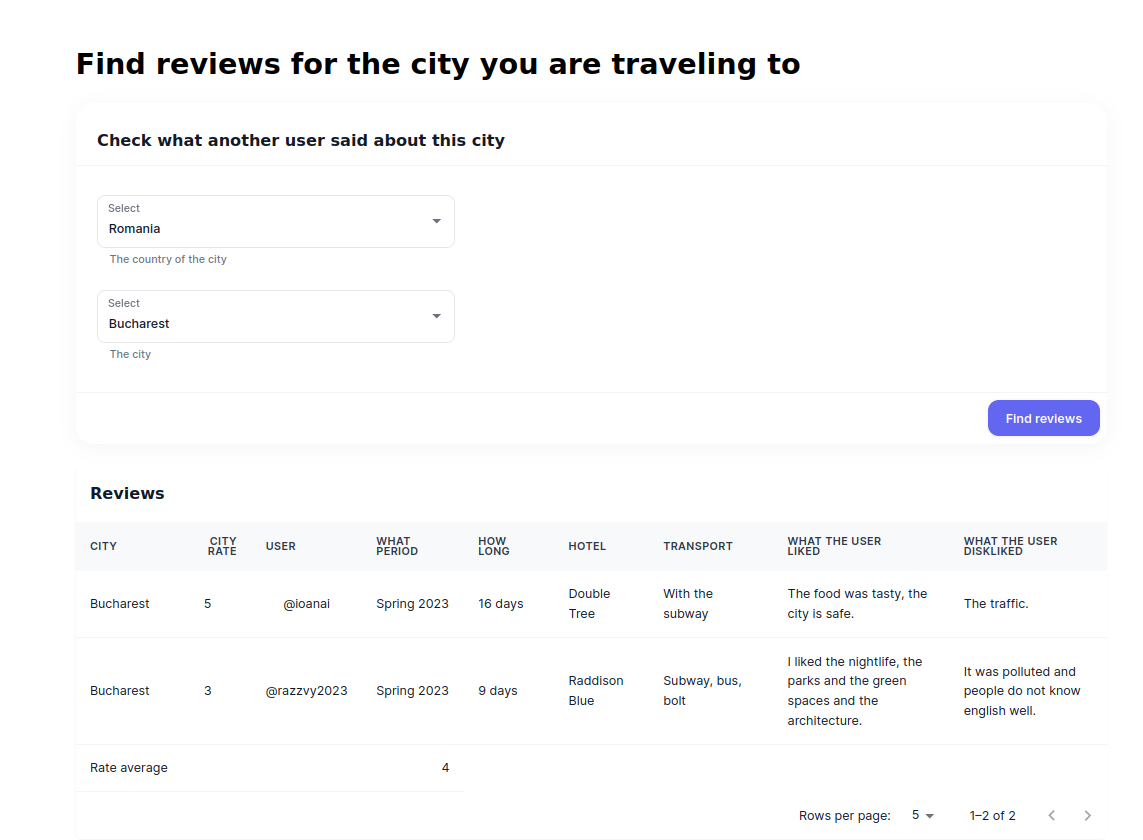 Find reviews for the city you are traveling to
Check what another user said about this city
Select
Romania
The country of the city
Select
Bucharest
The city
Find reviews
Reviews
CITY
CITY
RATE
USER
WHAT
PERIOD
HOW
LONG
HOTEL
TRANSPORT
WHAT THE USER
LIKED
WHAT THE USER
DISKLIKED
Bucharest
5
@ioanai
Spring 2023
16 days
Double
Tree
With the
subway
The food was tasty, the
city is safe.
The traffic.
Bucharest
3
@razzvy2023
Spring 2023
9 days
Raddison
Blue
Subway, bus,
bolt
I liked the nightlife, the
parks and the green
spaces and the
architecture.
It was polluted and
people do not know
english well.
Rate average
4
Rows per page:
5
1–2 of 2